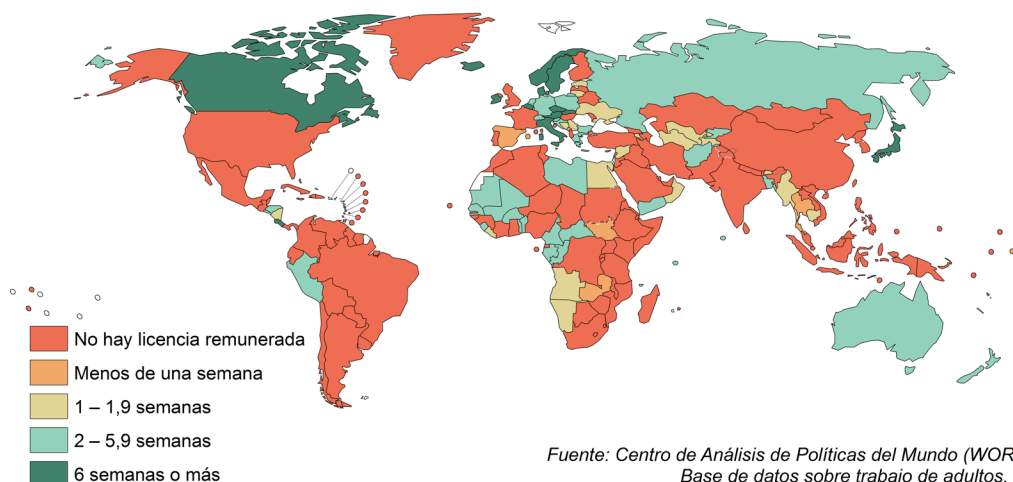 No hay licencia remunerada
Menos de una semana
1 – 1,9 semanas
2 – 5,9 semanas
6 semanas o más
Fuente: Centro de Análisis de Políticas del Mundo (WOR
Base de datos sobre trabajo de adultos.